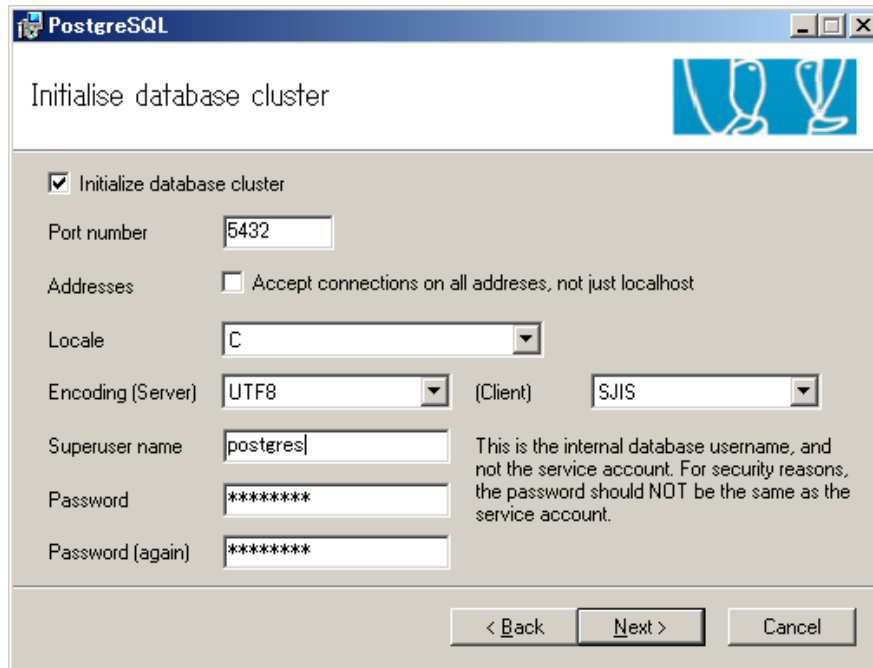 PostgreSQL
Initialise database cluster
Initialize database cluster
Port number 5432
Addresses Accept connections on all addreses, not just localhost
Locale C
Encoding (Server) UTF8 (Client) SJIS
Superuser name postgres
This is the internal database username, and
not the service account. For security reasons,
the password should NOT be the same as the
service account.
Password ********
Password (again) ********
< Back Next > Cancel